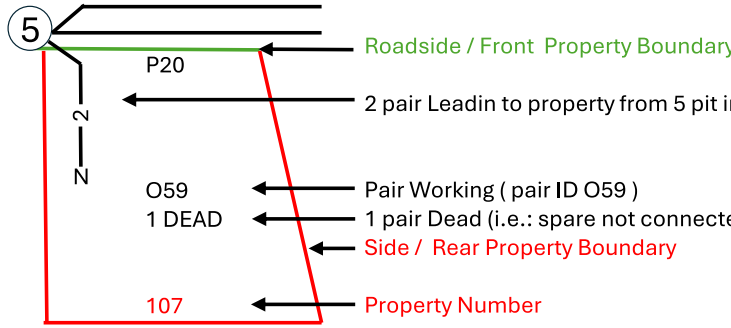 5
Roadside / Front Property Boundary
P20
2 pair Leadin to property from 5 pit
2
Z
O59
Pair Working ( pair ID O59 )
1 DEAD
1 pair Dead (i.e.: spare not
Side / Rear Property Boundary
107
Property Number